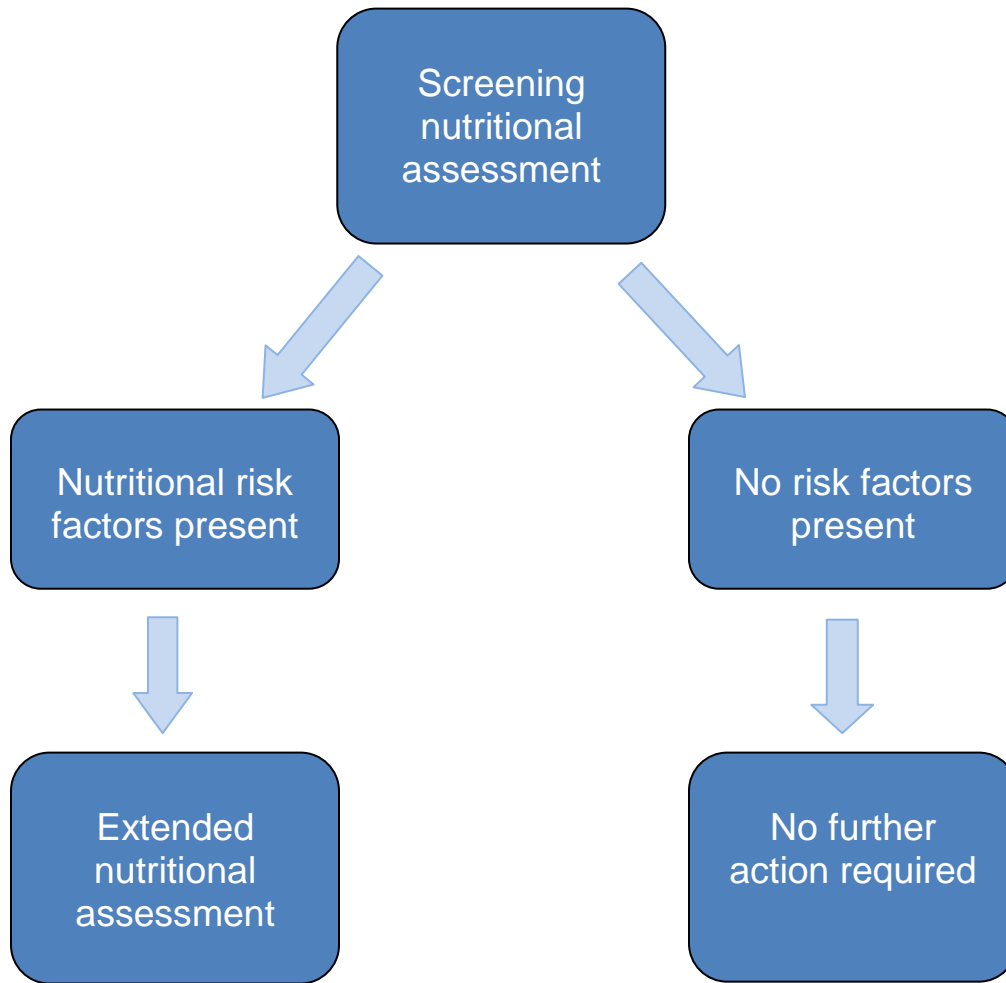 Screening
nutritional
assessment
Nutritional risk
factors present
No risk factors
present
Extended
nutritional
assessment
No further
action required